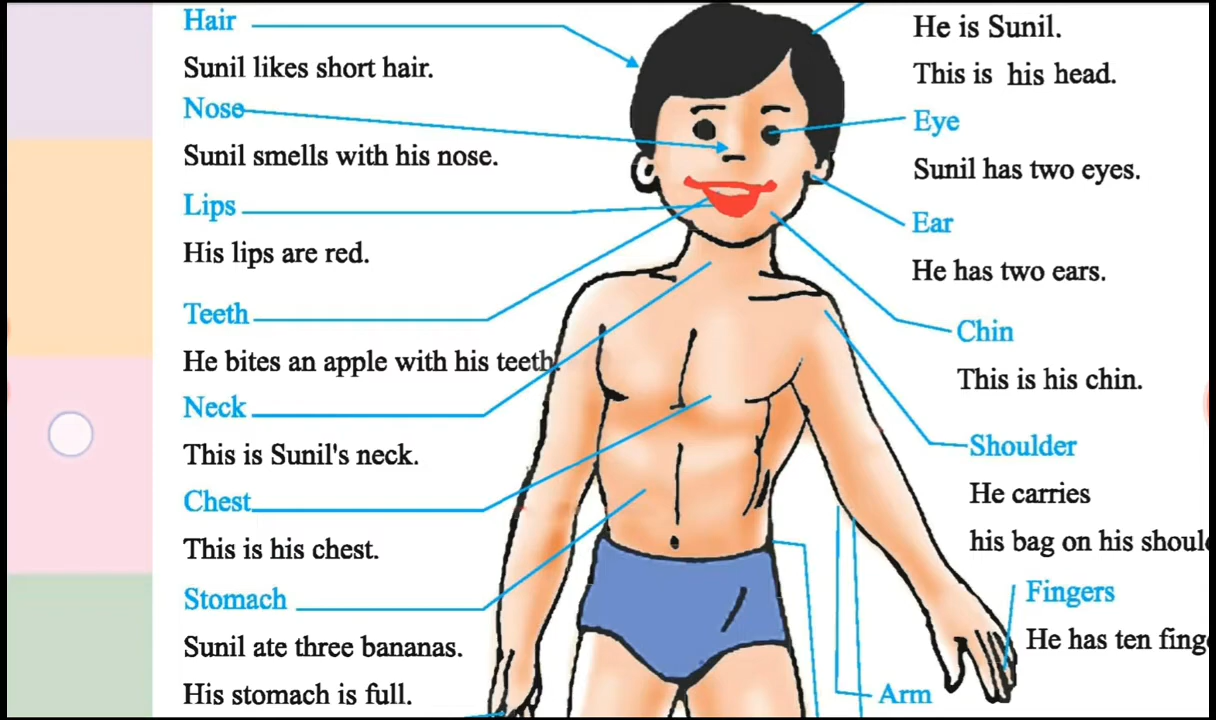 Hair
Sunil likes short hair.
Nose
Sunil smells with his nose.
Lips
His lips are red.
Teeth
He bites an apple with his teeth.
Neck
This is Sunil's neck.
Chest
This is his chest.
Stomach
Sunil ate three bananas.
His stomach is full.
He is Sunil.
This is his head.
Eye
Sunil has two eyes.
Ear
He has two ears.
Chin
This is his chin.
Shoulder
He carries
his bag on his
Fingers
He has ten
Arm